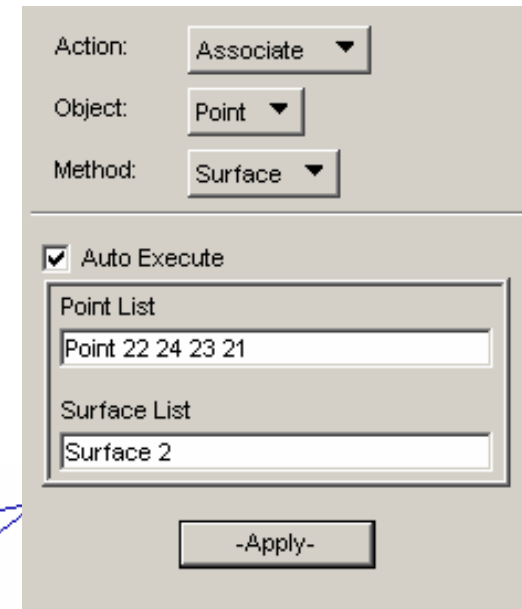 Action: Associate
Object: Point
Method: Surface
Auto Execute
Point List
Point 22 24 23 21
Surface List
Surface 2
-Apply-